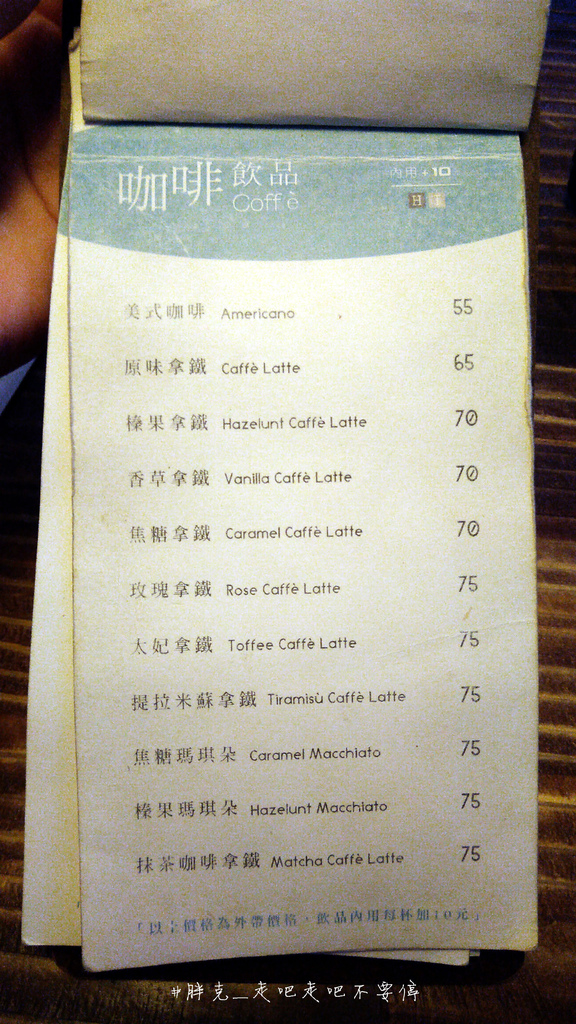 咖啡飲品 Coffè
內用+10
H I
美式咖啡 Americano 55
原味拿鐵 Caffè Latte 65
榛果拿鐵 Hazelunt Caffè Latte 70
香草拿鐵 Vanilla Caffè Latte 70
焦糖拿鐵 Caramel Caffè Latte 70
玫瑰拿鐵 Rose Caffè Latte 75
太妃拿鐵 Toffee Caffè Latte 75
提拉米蘇拿鐵 Tiramisù Caffè Latte 75
焦糖瑪琪朵 Caramel Macchiato 75
榛果瑪琪朵 Hazelunt Macchiato 75
抹茶咖啡拿鐵 Matcha Caffè Latte 75
「以上價格為外帶價格，飲品內用每杯加10元」
#胖克_走吧走吧不要停